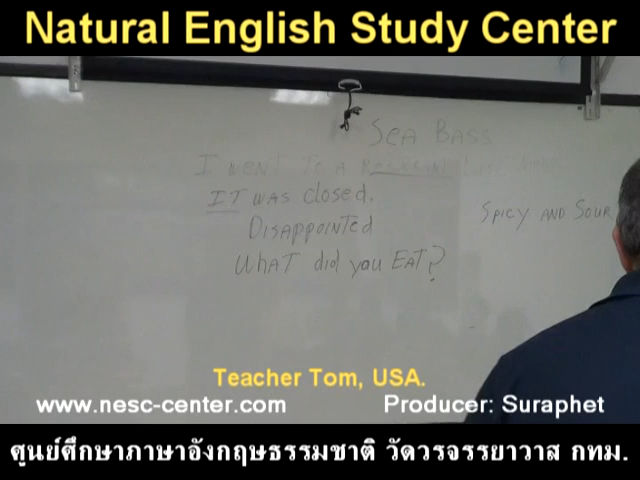 Natural English Study Center
SEA BASS
I WENT TO A
IT WAS Closed.
DISAPPOINTED
SPICY AND SOUR
WHAT did you EAT?
Teacher Tom, USA.
www.nesc-center.com
Producer: Suraphet
ศูนย์ศึกษาภาษาอังกฤษธรรมชาติ วัดวรจรรยาวาส กทม.